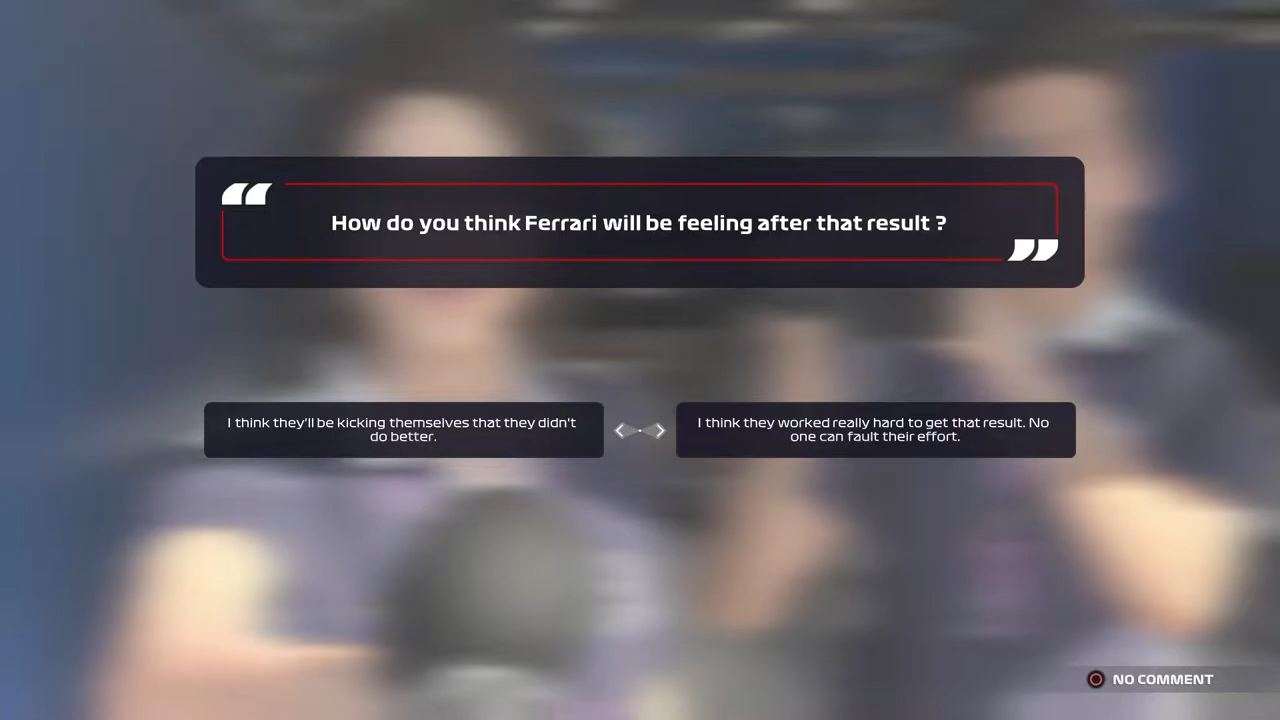 How do you think Ferrari will be feeling after that result ?
I think they'll be kicking themselves that they didn't
do better.
I think they worked really hard to get that result. No
one can fault their effort.
NO COMMENT